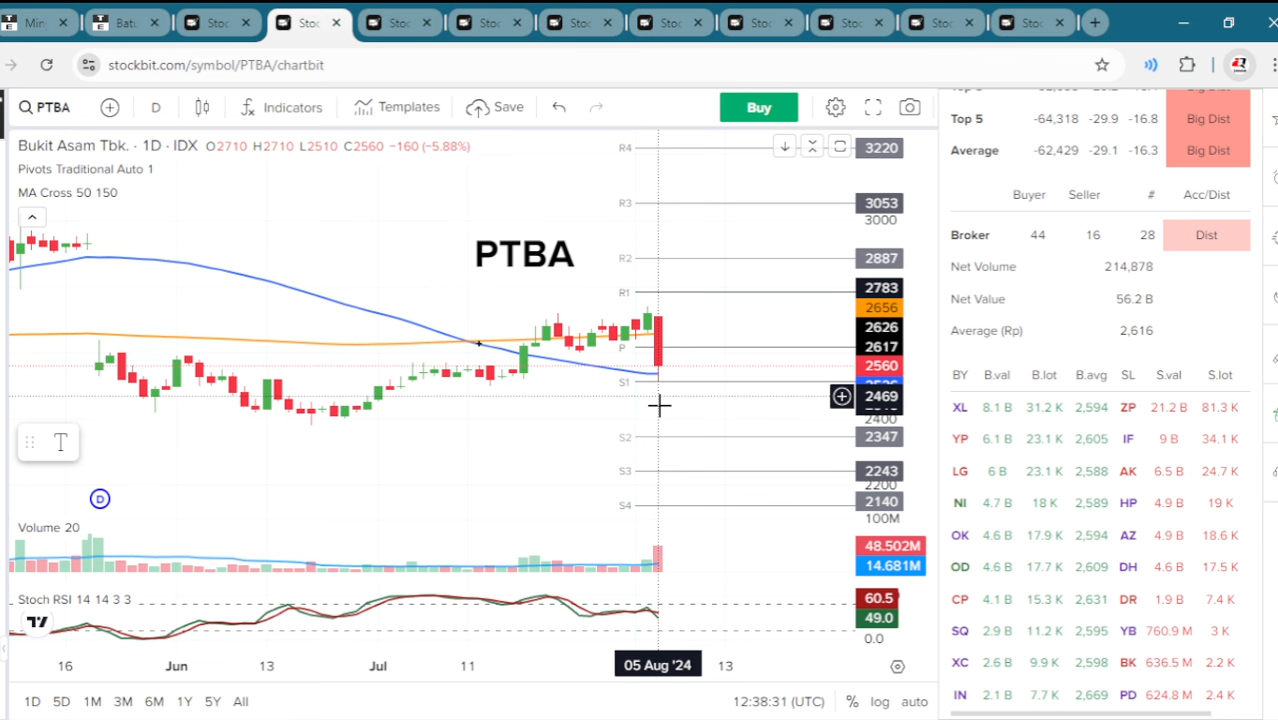 Min
Batu
Stoc
Stoc
Stoc
Stoc
Stoc
Stoc
Stoc
Stoc
Stoc
Stoc
stockbit.com/symbol/PTBA/chartbit
PTBA D Indicators Templates Save Buy
Bukit Asam Tbk. · 1D · IDX O2710 H2710 L2510 C2560 -160 (-5.88%)
Pivots Traditional Auto 1
MA Cross 50 150
PTBA
R4
R3
R2
R1
P
S1
S2
S3
S4
3220
3053
3000
2887
2783
2656
2626
2617
2560
2469
2400
2347
2243
2200
2140
100M
T
D
Volume 20
48.502M
14.681M
Stoch RSI 14 14 3 3
60.5
49.0
0.0
16 Jun 13 Jul 11 05 Aug '24 13
1D 5D 1M 3M 6M 1Y 5Y All 12:38:31 (UTC) % log auto
Top 5 -64,318 -29.9 -16.8 Big Dist
Average -62,429 -29.1 -16.3 Big Dist
Buyer Seller # Acc/Dist
Broker 44 16 28 Dist
Net Volume 214,878
Net Value 56.2 B
Average (Rp) 2,616
BY B.val B.lot B.avg SL S.val S.lot
XL 8.1 B 31.2 K 2,594 ZP 21.2 B 81.3 K
YP 6.1 B 23.1 K 2,605 IF 9 B 34.1 K
LG 6 B 23.1 K 2,588 AK 6.5 B 24.7 K
NI 4.7 B 18 K 2,589 HP 4.9 B 19 K
OK 4.6 B 17.9 K 2,594 AZ 4.9 B 18.6 K
OD 4.6 B 17.7 K 2,609 DH 4.6 B 17.5 K
CP 4.1 B 15.3 K 2,631 DR 1.9 B 7.4 K
SQ 2.9 B 11.2 K 2,595 YB 760.9 M 3 K
XC 2.6 B 9.9 K 2,598 BK 636.5 M 2.2 K
IN 2.1 B 7.7 K 2,669 PD 624.8 M 2.4 K